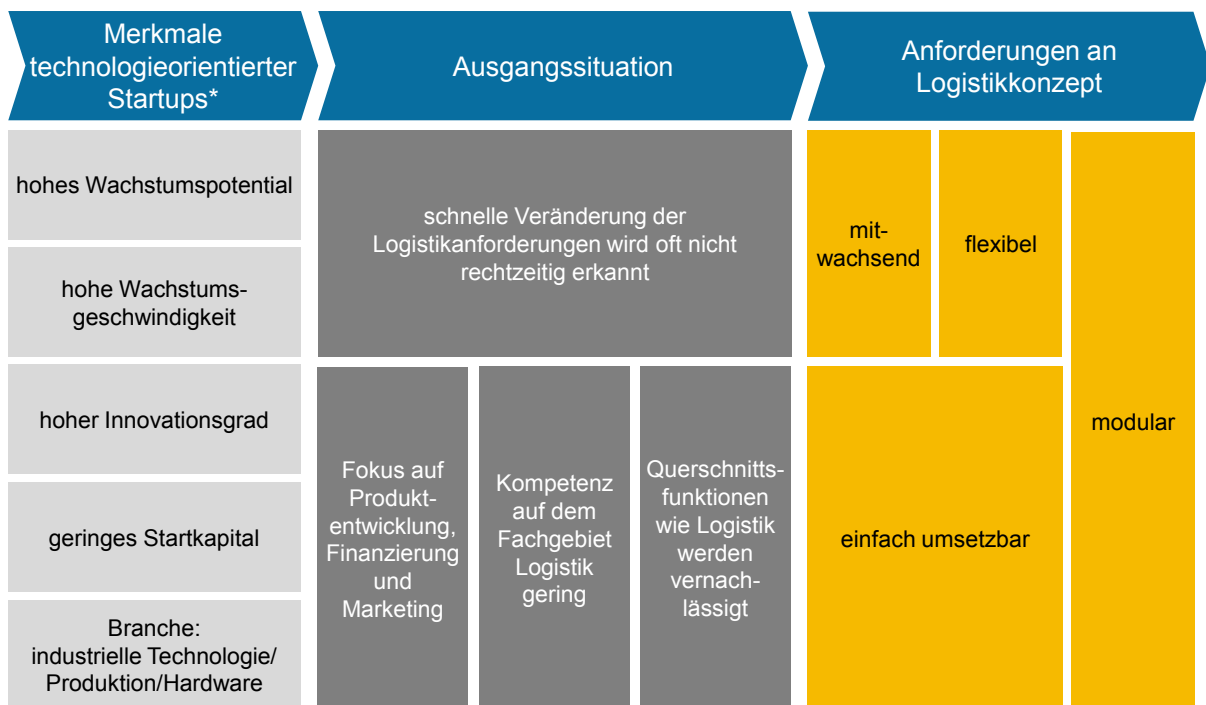 Merkmale
technologieorientierter
Startups*
Ausgangssituation
Anforderungen an
Logistikkonzept
hohes Wachstumspotential
hohe Wachstums-
geschwindigkeit
hoher Innovationsgrad
geringes Startkapital
Branche:
industrielle Technologie/
Produktion/Hardware
schnelle Veränderung der
Logistikanforderungen wird oft nicht
rechtzeitig erkannt
Fokus auf
Produkt-
entwicklung,
Finanzierung
und
Marketing
Kompetenz
auf dem
Fachgebiet
Logistik
gering
Querschnitts-
funktionen
wie Logistik
werden
vernach-
lässigt
mit-
wachsend
flexibel
einfach umsetzbar
modular